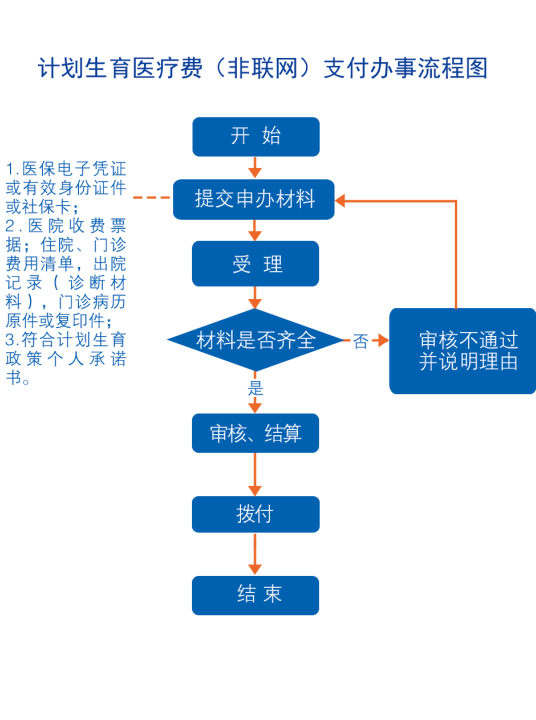 计划生育医疗费（非联网）支付办事流程图
开 始
1.医保电子凭证
或有效身份证件
或社保卡；
2.医院收费票
据；住院、门诊
费用清单，出院
记录（诊断材
料），门诊病历
原件或复印件；
3.符合计划生育
政策个人承诺
书。
提交申办材料
受 理
材料是否齐全
否
审核不通过
并说明理由
是
审核、结算
拨付
结 束